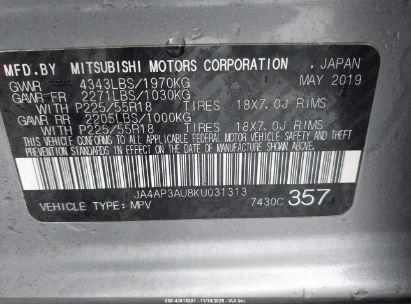 MFD.BY MITSUBISHI MOTORS CORPORATION , JAPAN
GVWR 4343LBS/1970KG MAY 2019
GAWR FR 2271LBS/1030KG
WITH P225/55R18 TIRES 18X7.0J RIMS
GAWR RR 2205LBS/1000KG
WITH P225/55R18 TIRES 18X7.0J RIMS
THIS VEHICLE CONFORMS TO ALL APPLICABLE FEDERAL
MOTOR VEHICLE SAFETY, BUMPER AND THEFT PREVENTION
STANDARDS IN EFFECT ON THE DATE OF MANUFACTURE
SHOWN ABOVE.
JA4AP3AU8KU031313
VEHICLE TYPE: MPV 7430C 357